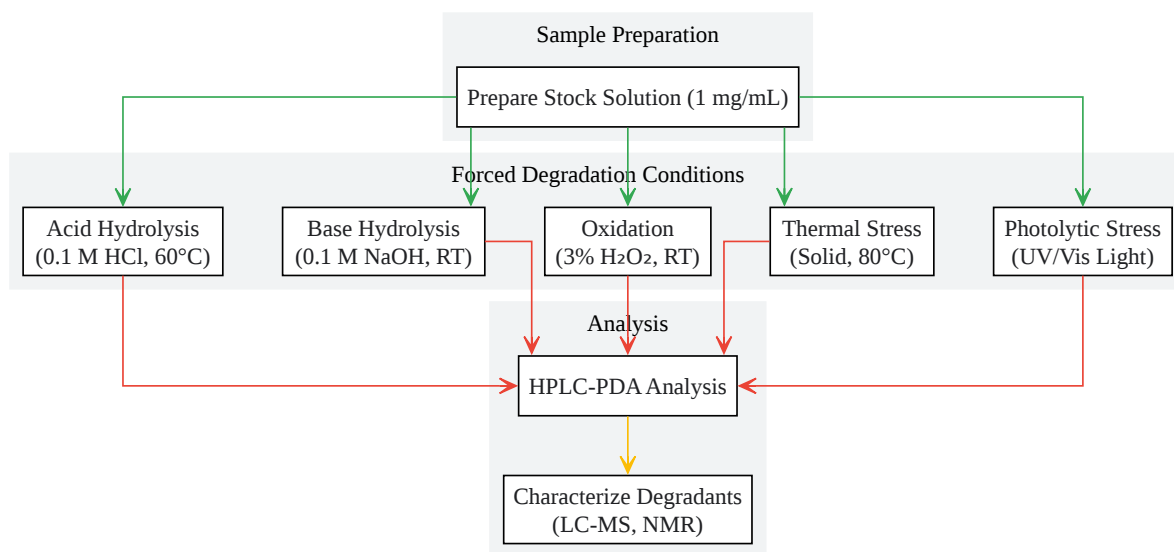 Sample Preparation
Prepare Stock Solution (1 mg/mL)
Forced Degradation Conditions
Acid Hydrolysis
(0.1 M HCl, 60°C)
Base Hydrolysis
(0.1 M NaOH, RT)
Oxidation
(3% H₂O₂, RT)
Thermal Stress
(Solid, 80°C)
Photolytic Stress
(UV/Vis Light)
Analysis
HPLC-PDA Analysis
Characterize Degradants
(LC-MS, NMR)